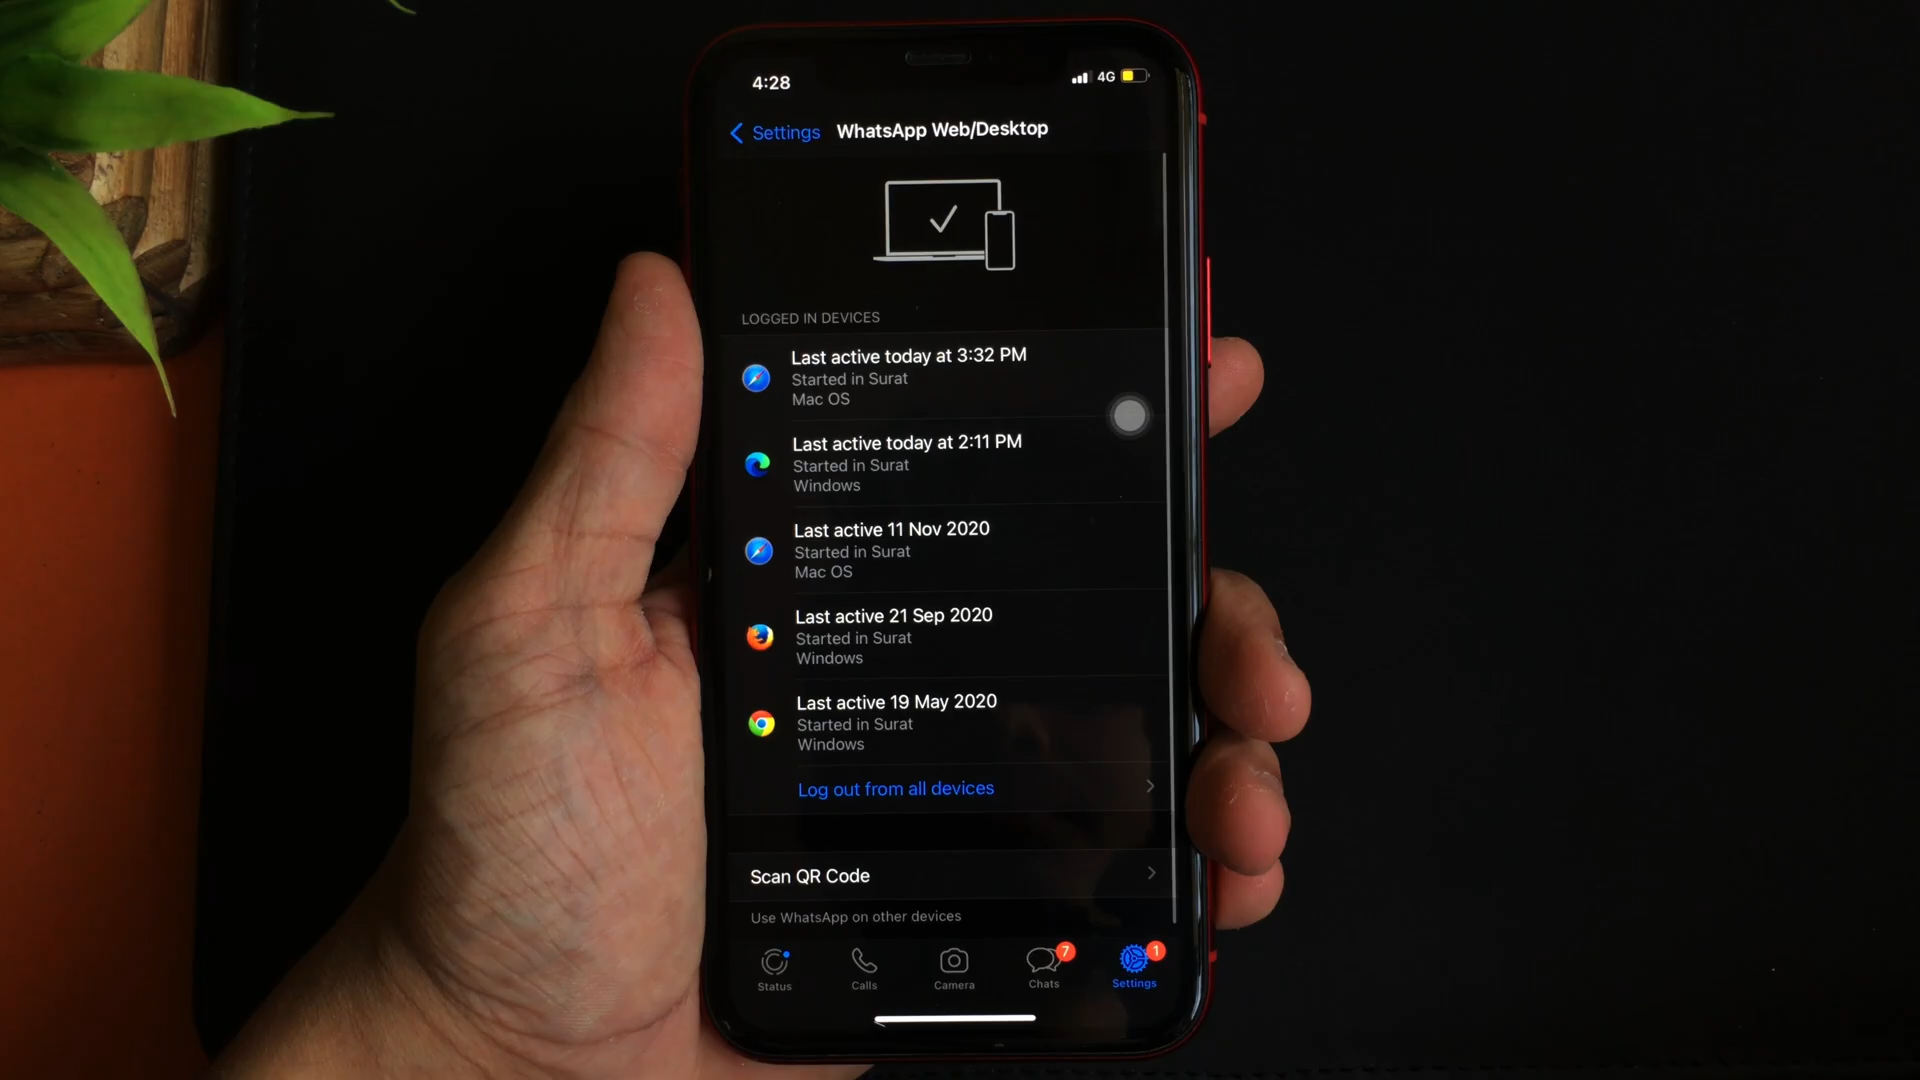 4:28
4G
Settings
WhatsApp Web/Desktop
LOGGED IN DEVICES
Last active today at 3:32 PM
Started in Surat
Mac OS
Last active today at 2:11 PM
Started in Surat
Windows
Last active 11 Nov 2020
Started in Surat
Mac OS
Last active 21 Sep 2020
Started in Surat
Windows
Last active 19 May 2020
Started in Surat
Windows
Log out from all devices
Scan QR Code
Use WhatsApp on other devices
7
1
Status
Calls
Camera
Chats
Settings